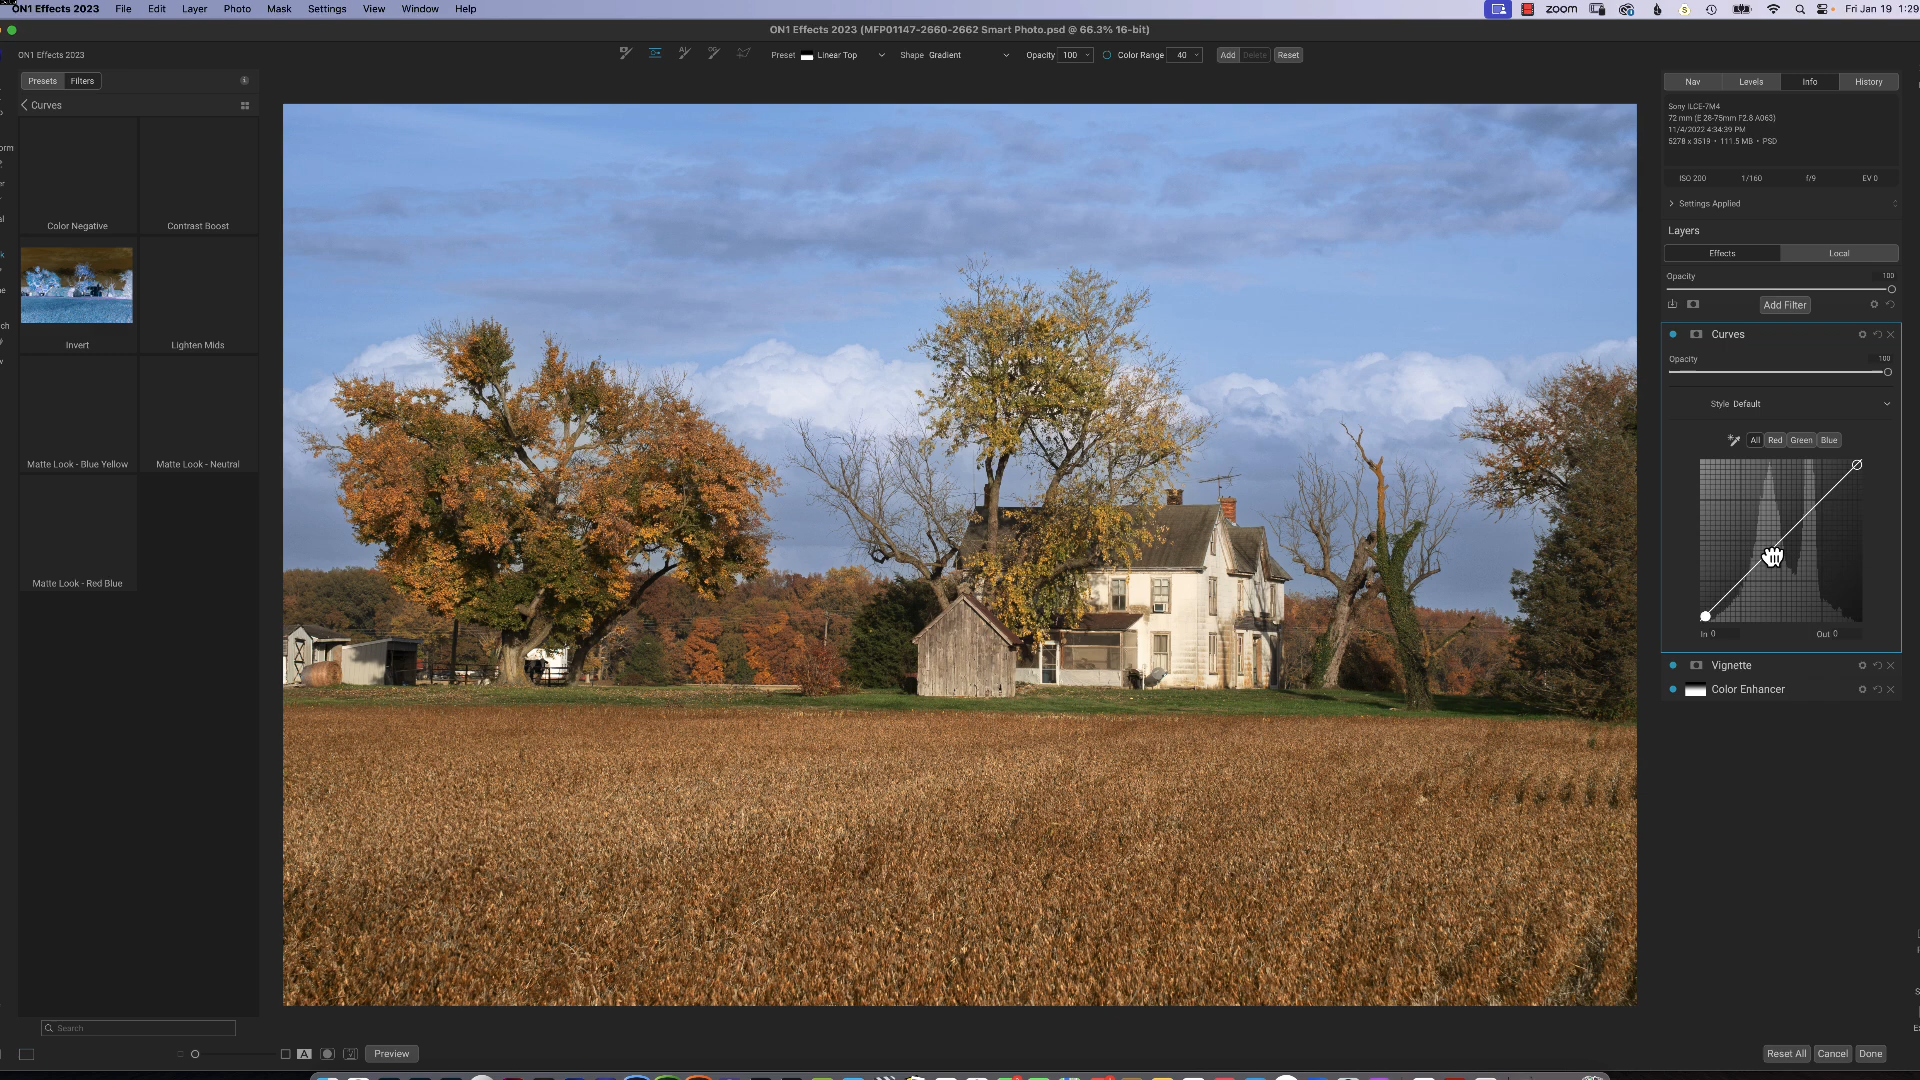 ON1 Effects 2023 File Edit Layer Photo Mask Settings View Window Help zoom Fri Jan 19 1:29
ON1 Effects 2023 (MFP01147-2660-2662 Smart Photo.psd @ 66.3% 16-bit)
ON1 Effects 2023 Preset Linear Top Shape Gradient Opacity 100 Color Range 40 Add Delete Reset
Presets Filters
Curves
Color Negative Contrast Boost
Invert Lighten Mids
Matte Look - Blue Yellow Matte Look - Neutral
Matte Look - Red Blue
Search
Preview
Nav Levels Info History
Sony ILCE-7M4
72 mm (E 28-75mm F2.8 A063)
11/4/2022 4:34:39 PM
5278 x 3519 • 111.5 MB • PSD
ISO 200 1/160 f/9 EV 0
Settings Applied
Layers
Effects Local
Opacity 100
Add Filter
Curves
Opacity 100
Style Default
All Red Green Blue
In 0 Out 0
Vignette
Color Enhancer
Reset All Cancel Done